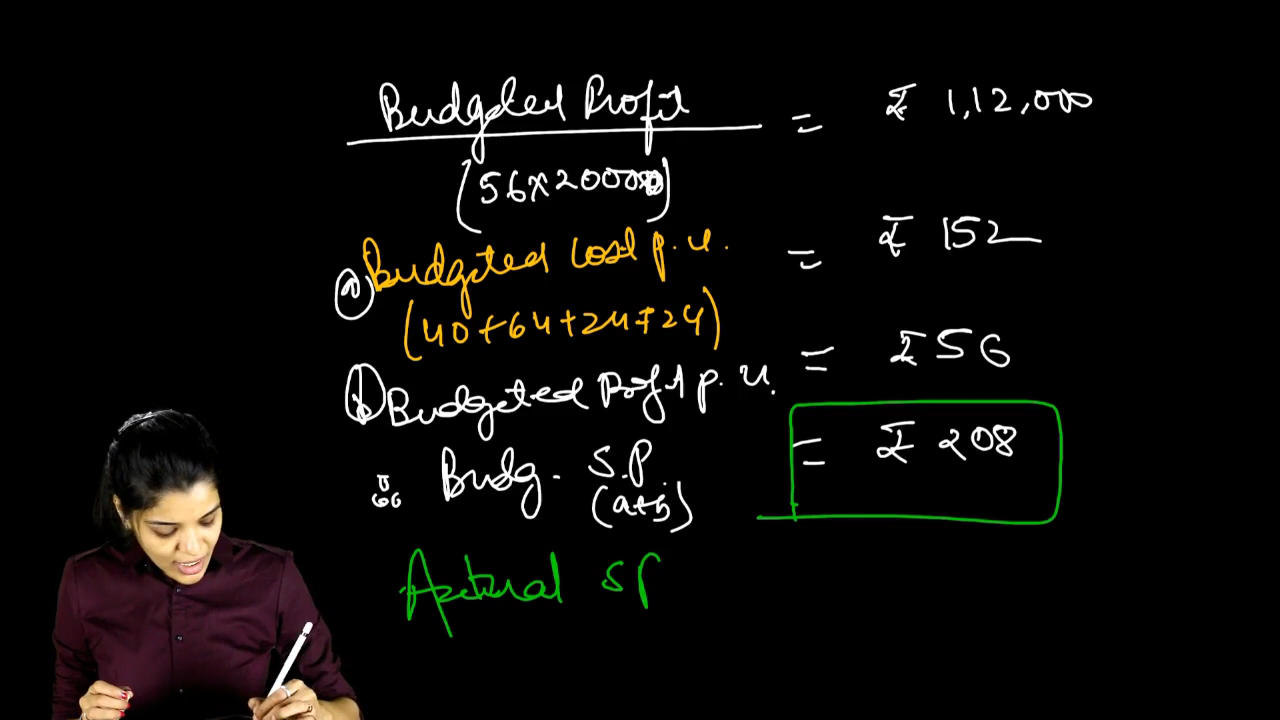 Budgeted Profit = ₹ 1,12,000
(56x20000)
(a) Budgeted cost p.u. = ₹ 152
(40+64+24+24)
(b) Budgeted Profit p.u. = ₹ 56
∴ Budg. S.P. = ₹ 208
(a+b)
Actual SP